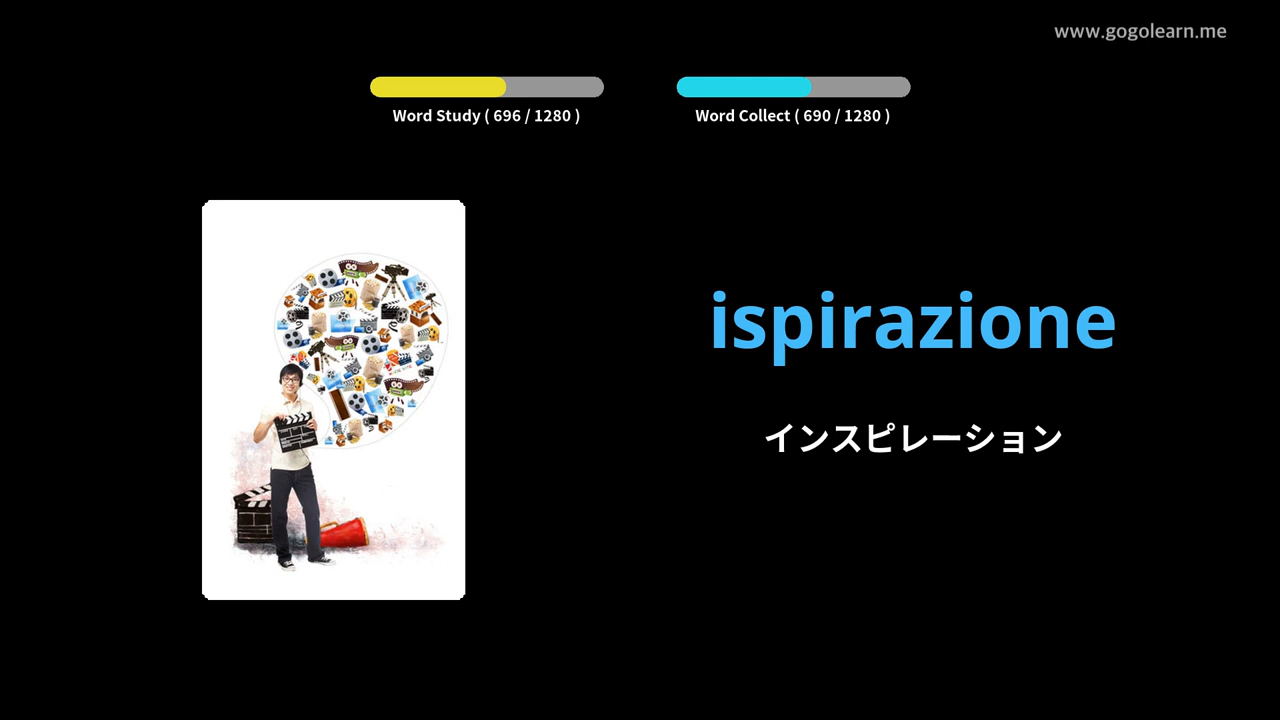 www.gogolearn.me
Word Study ( 696 / 1280 )
Word Collect ( 690 / 1280 )
ispirazione
インスピレーション